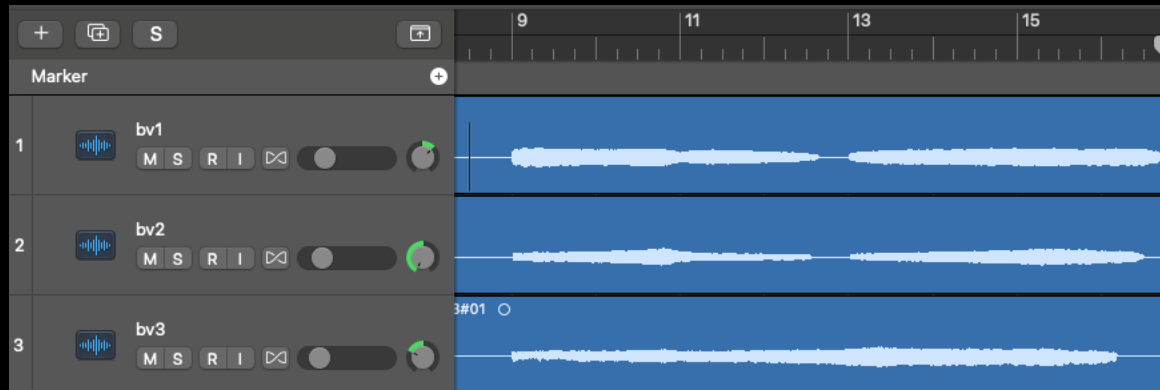 + S
9 11 13 15
Marker +
1 bv1
M S R I
2 bv2
M S R I
3#01
3 bv3
M S R I